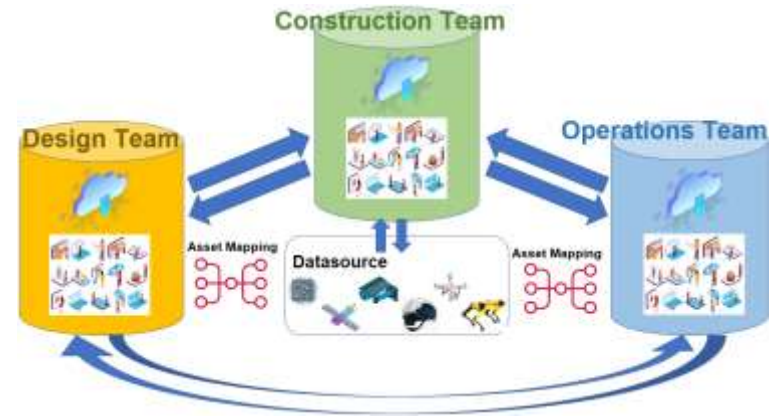 Construction Team
Design Team
Operations Team
Asset Mapping
Datasource
Asset Mapping